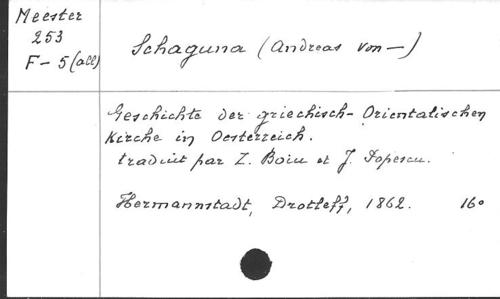 Meester
253
F - 5 (all)
Schaguna (Andreas von —)
Geschichte der griechisch - Orientalischen
Kirche in Oesterreich.
traduit par Z. Boiu et J. Popescu.
Hermannstadt, Drotleff, 1862. 16°